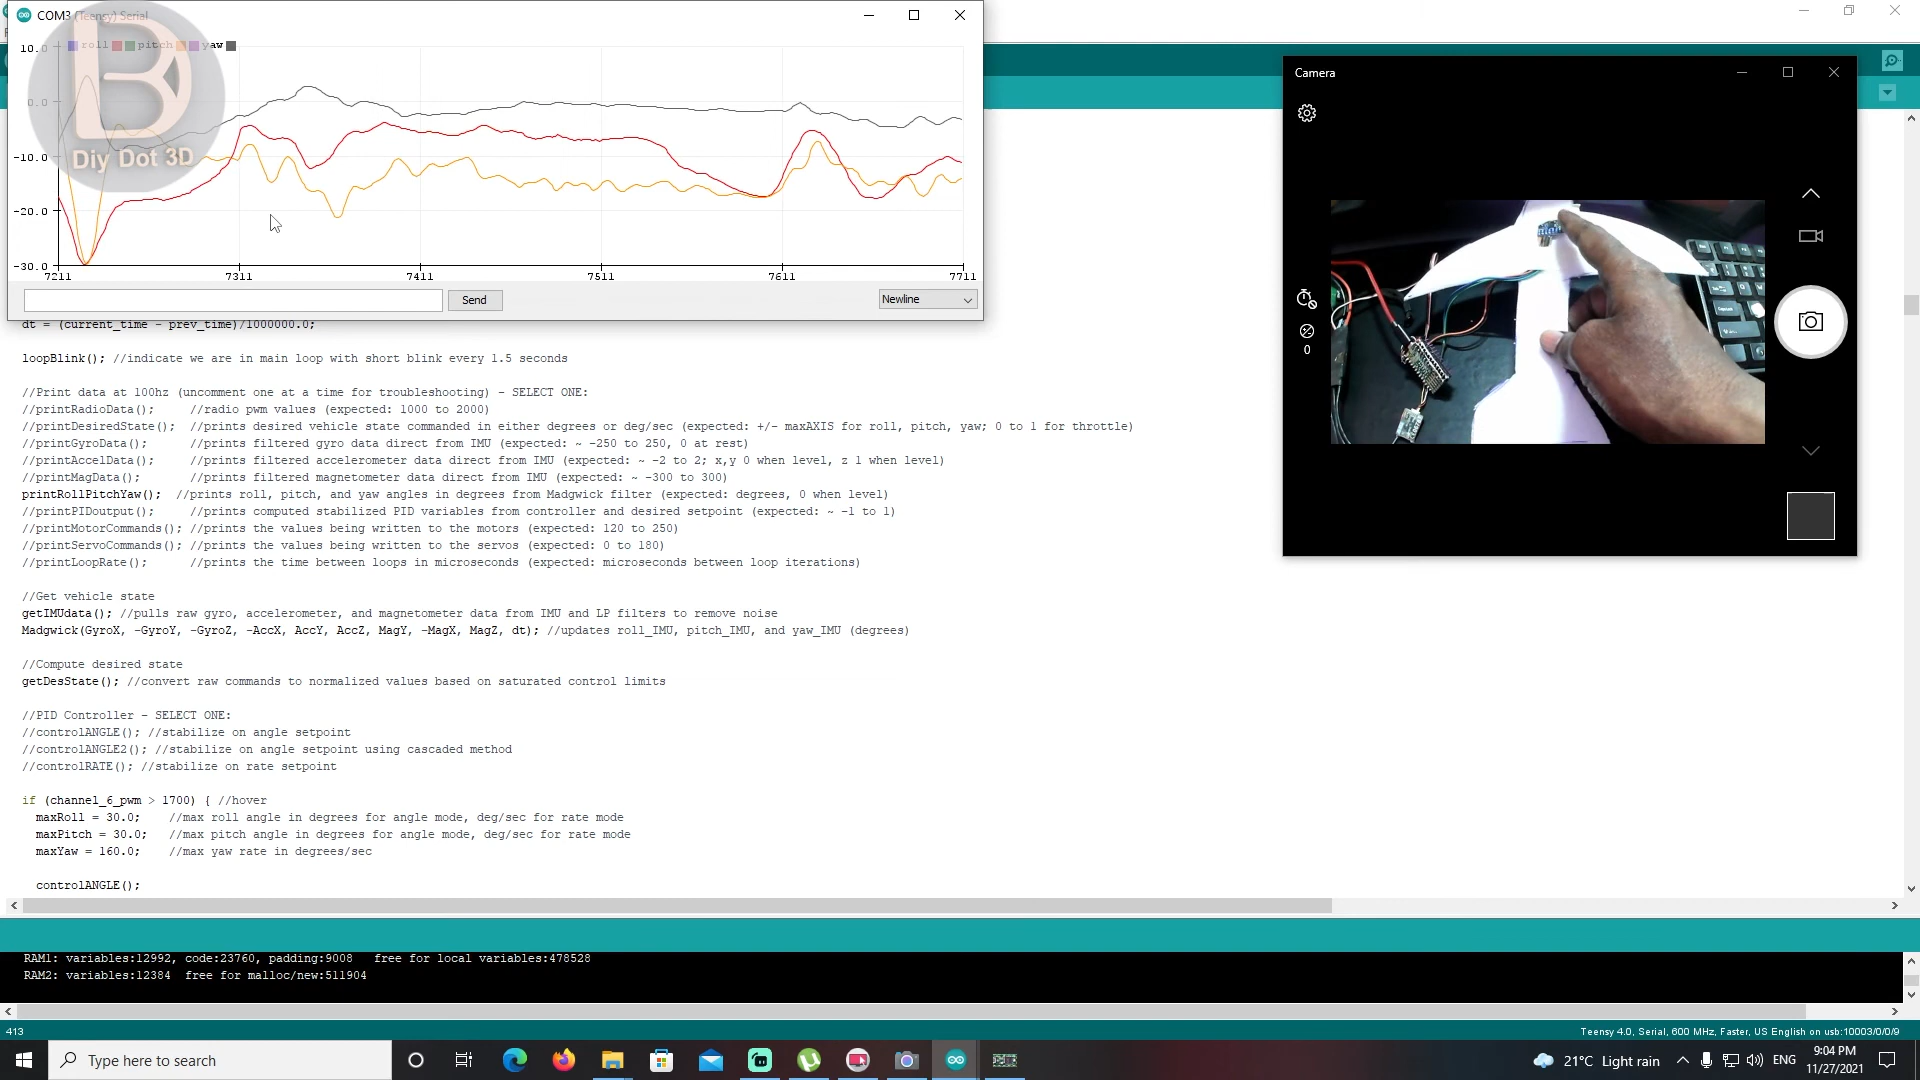 COM3 (Teensy) Serial
roll pitch yaw
10.0
0.0
-10.0
-20.0
-30.0
7211 7311 7411 7511 7611 7711
Diy Dot 3D
Send
Newline
dt = (current_time - prev_time)/1000000.0;
loopBlink(); //indicate we are in main loop with short blink every 1.5 seconds
//Print data at 100hz (uncomment one at a time for troubleshooting) - SELECT ONE:
//printRadioData(); //radio pwm values (expected: 1000 to 2000)
//printDesiredState(); //prints desired vehicle state commanded in either degrees or deg/sec (expected: +/- maxAXIS for roll, pitch, yaw; 0 to 1 for throttle)
//printGyroData(); //prints filtered gyro data direct from IMU (expected: ~ -250 to 250, 0 at rest)
//printAccelData(); //prints filtered accelerometer data direct from IMU (expected: ~ -2 to 2; x,y 0 when level, z 1 when level)
//printMagData(); //prints filtered magnetometer data direct from IMU (expected: ~ -300 to 300)
printRollPitchYaw(); //prints roll, pitch, and yaw angles in degrees from Madgwick filter (expected: degrees, 0 when level)
//printPIDoutput(); //prints computed stabilized PID variables from controller and desired setpoint (expected: ~ -1 to 1)
//printMotorCommands(); //prints the values being written to the motors (expected: 120 to 250)
//printServoCommands(); //prints the values being written to the servos (expected: 0 to 180)
//printLoopRate(); //prints the time between loops in microseconds (expected: microseconds between loop iterations)
//Get vehicle state
getIMUdata(); //pulls raw gyro, accelerometer, and magnetometer data from IMU and LP filters to remove noise
Madgwick(GyroX, -GyroY, -GyroZ, -AccX, AccY, AccZ, MagY, -MagX, MagZ, dt); //updates roll_IMU, pitch_IMU, and yaw_IMU (degrees)
//Compute desired state
getDesState(); //convert raw commands to normalized values based on saturated control limits
//PID Controller - SELECT ONE:
//controlANGLE(); //stabilize on angle setpoint
//controlANGLE2(); //stabilize on angle setpoint using cascaded method
//controlRATE(); //stabilize on rate setpoint
if (channel_6_pwm > 1700) { //hover
maxRoll = 30.0; //max roll angle in degrees for angle mode, deg/sec for rate mode
maxPitch = 30.0; //max pitch angle in degrees for angle mode, deg/sec for rate mode
maxYaw = 160.0; //max yaw rate in degrees/sec
controlANGLE();
Camera
0
RAM1: variables:12992, code:23760, padding:9008 free for local variables:478528
RAM2: variables:12384 free for malloc/new:511904
413
Teensy 4.0, Serial, 600 MHz, Faster, US English on usb:10003/0/0/9
Type here to search
21°C Light rain
ENG
9:04 PM
11/27/2021